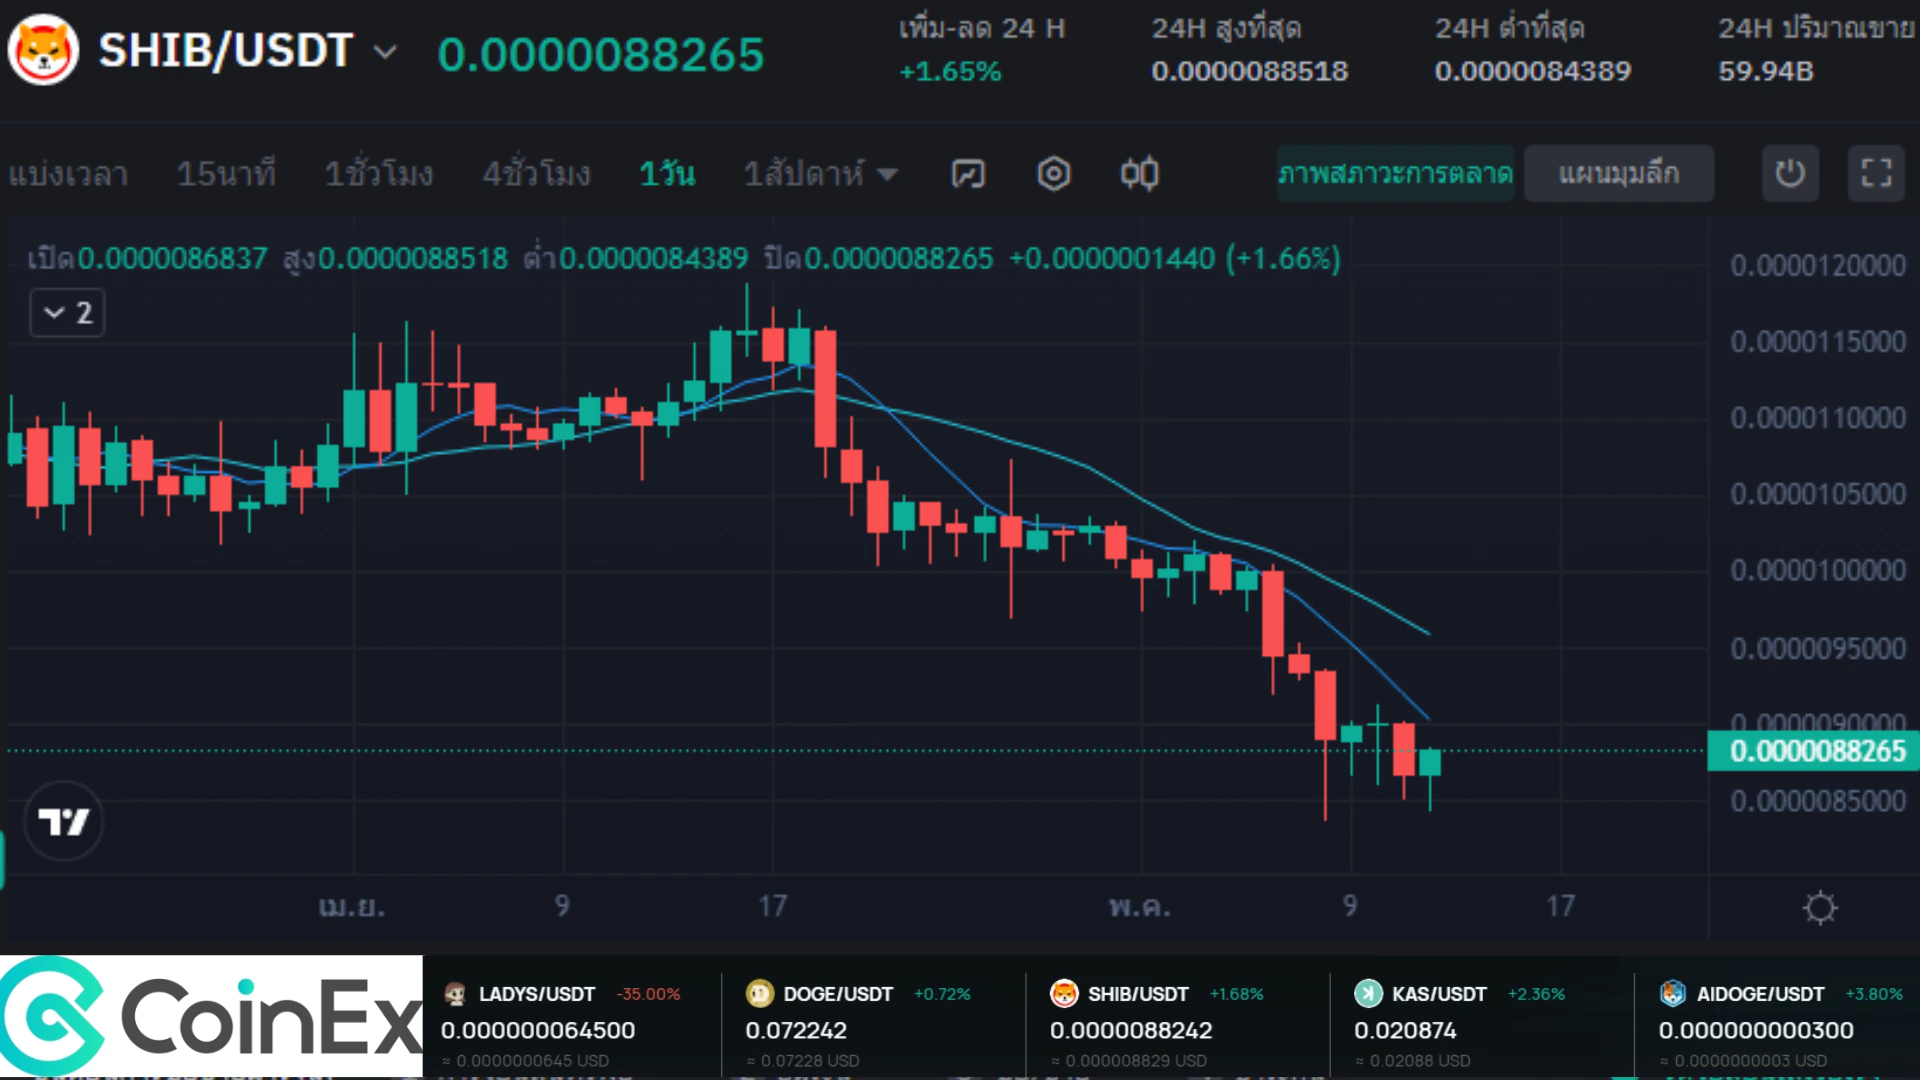 SHIB/USDT 0.0000088265
เพิ่ม-ลด 24 H 24H สูงที่สุด 24H ต่ำที่สุด 24H ปริมาณขาย
+1.65% 0.0000088518 0.0000084389 59.94B
แบ่งเวลา 15นาที 1ชั่วโมง 4ชั่วโมง 1วัน 1สัปดาห์ ภาพสภาวะการตลาด แผนมุมลึก
เปิด0.0000086837 สูง0.0000088518 ต่ำ0.0000084389 ปิด0.0000088265 +0.0000001440 (+1.66%)
2
0.0000120000
0.0000115000
0.0000110000
0.0000105000
0.0000100000
0.0000095000
0.0000090000
0.0000088265
0.0000085000
เม.ย. 9 17 พ.ค. 9 17
CoinEx
LADYS/USDT -35.00%
0.000000064500
≈ 0.0000000645 USD
DOGE/USDT +0.72%
0.072242
≈ 0.07228 USD
SHIB/USDT +1.68%
0.0000088242
≈ 0.000008829 USD
KAS/USDT +2.36%
0.020874
≈ 0.02088 USD
AIDOGE/USDT +3.80%
0.000000000300
≈ 0.0000000003 USD